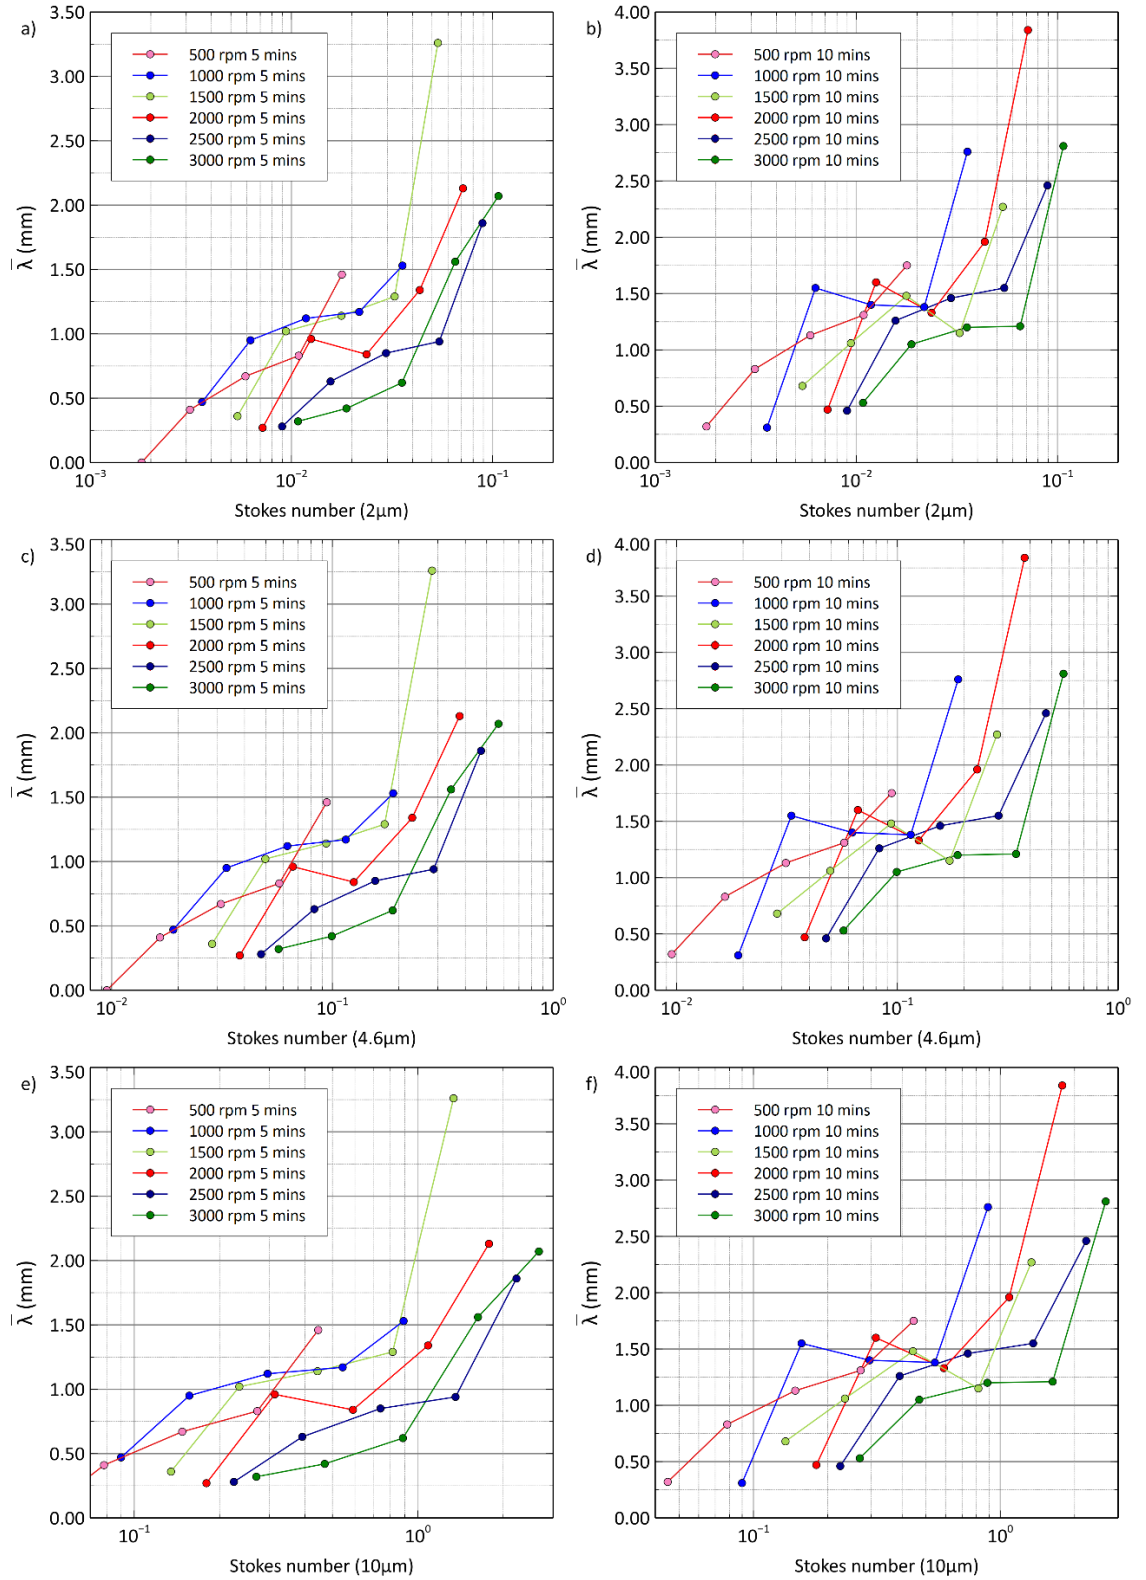 a)
3.50
3.00
2.50
2.00
1.50
1.00
0.50
0.00
λ̄ (mm)
500 rpm 5 mins
1000 rpm 5 mins
1500 rpm 5 mins
2000 rpm 5 mins
2500 rpm 5 mins
3000 rpm 5 mins
10⁻³ 10⁻² 10⁻¹
Stokes number (2μm)
b)
4.00
3.50
3.00
2.50
2.00
1.50
1.00
0.50
0.00
λ̄ (mm)
500 rpm 10 mins
1000 rpm 10 mins
1500 rpm 10 mins
2000 rpm 10 mins
2500 rpm 10 mins
3000 rpm 10 mins
10⁻³ 10⁻² 10⁻¹
Stokes number (2μm)
c)
3.50
3.00
2.50
2.00
1.50
1.00
0.50
0.00
λ̄ (mm)
500 rpm 5 mins
1000 rpm 5 mins
1500 rpm 5 mins
2000 rpm 5 mins
2500 rpm 5 mins
3000 rpm 5 mins
10⁻² 10⁻¹ 10⁰
Stokes number (4.6μm)
d)
4.00
3.50
3.00
2.50
2.00
1.50
1.00
0.50
0.00
λ̄ (mm)
500 rpm 10 mins
1000 rpm 10 mins
1500 rpm 10 mins
2000 rpm 10 mins
2500 rpm 10 mins
3000 rpm 10 mins
10⁻² 10⁻¹ 10⁰
Stokes number (4.6μm)
e)
3.50
3.00
2.50
2.00
1.50
1.00
0.50
0.00
λ̄ (mm)
500 rpm 5 mins
1000 rpm 5 mins
1500 rpm 5 mins
2000 rpm 5 mins
2500 rpm 5 mins
3000 rpm 5 mins
10⁻¹ 10⁰
Stokes number (10μm)
f)
4.00
3.50
3.00
2.50
2.00
1.50
1.00
0.50
0.00
λ̄ (mm)
500 rpm 10 mins
1000 rpm 10 mins
1500 rpm 10 mins
2000 rpm 10 mins
2500 rpm 10 mins
3000 rpm 10 mins
10⁻¹ 10⁰
Stokes number (10μm)